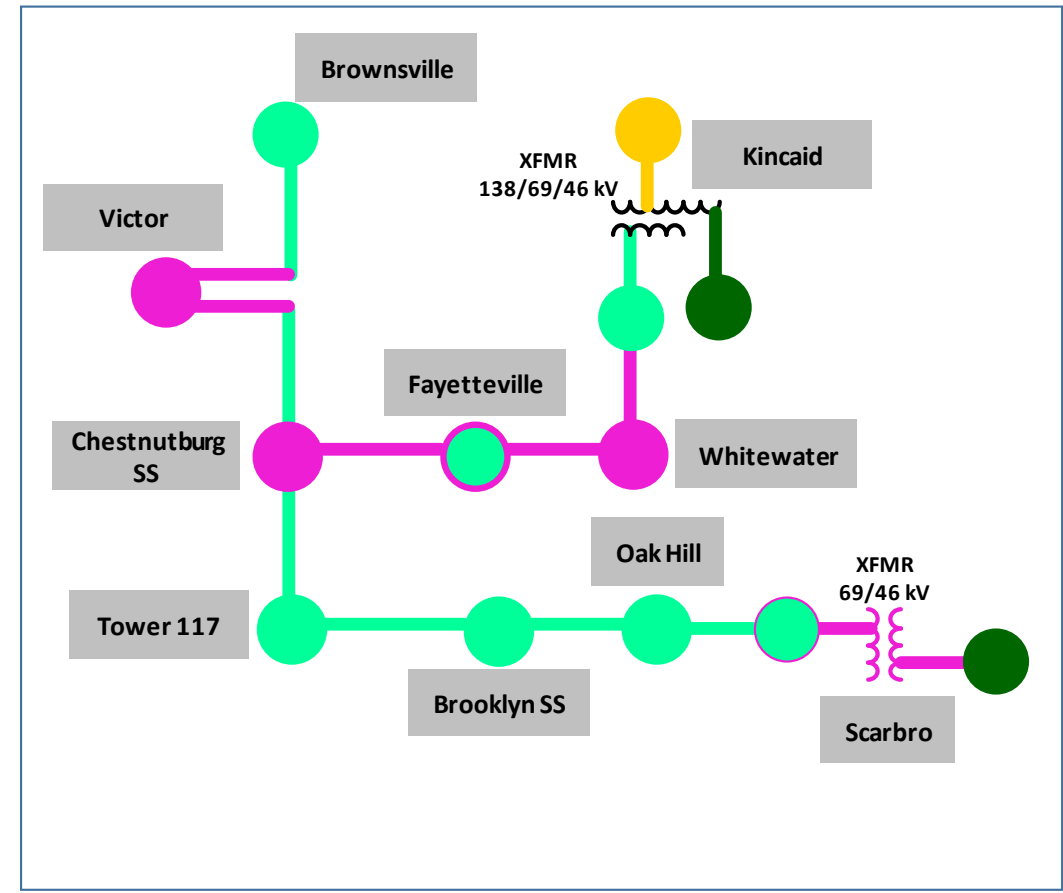 Brownsville
Kincaid
XFMR
138/69/46 kV
Victor
Fayetteville
Chestnutburg
SS
Whitewater
Oak Hill
XFMR
69/46 kV
Tower 117
Brooklyn SS
Scarbro